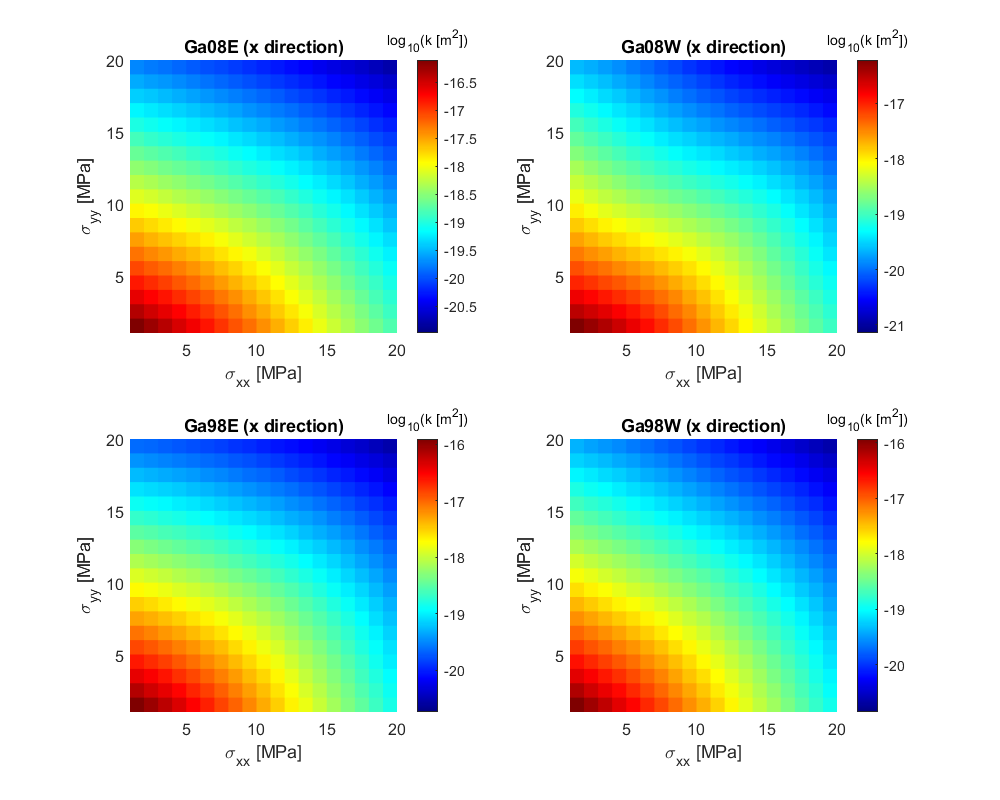 Ga08E (x direction)
log10(k [m2])
20
15
10
5
σyy [MPa]
5 10 15 20
σxx [MPa]
-16.5
-17
-17.5
-18
-18.5
-19
-19.5
-20
-20.5
Ga08W (x direction)
log10(k [m2])
20
15
10
5
σyy [MPa]
5 10 15 20
σxx [MPa]
-17
-18
-19
-20
-21
Ga98E (x direction)
log10(k [m2])
20
15
10
5
σyy [MPa]
5 10 15 20
σxx [MPa]
-16
-17
-18
-19
-20
Ga98W (x direction)
log10(k [m2])
20
15
10
5
σyy [MPa]
5 10 15 20
σxx [MPa]
-16
-17
-18
-19
-20